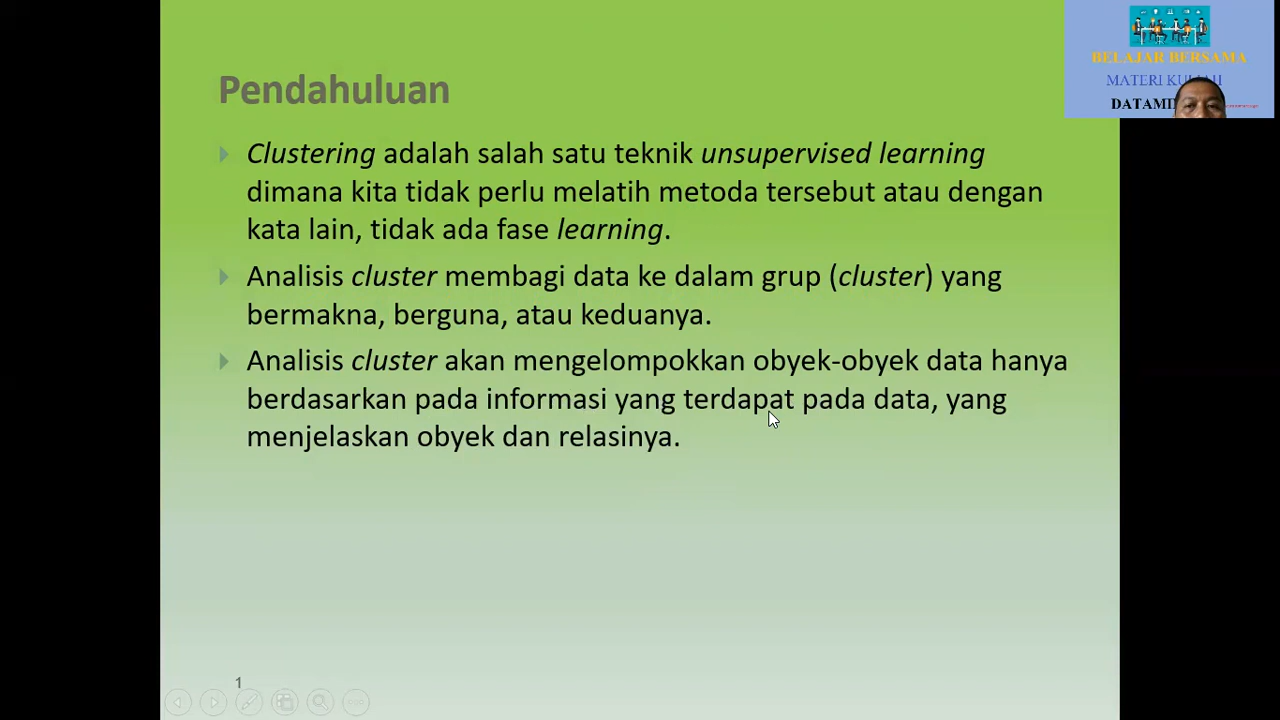 Pendahuluan
Clustering adalah salah satu teknik unsupervised learning
dimana kita tidak perlu melatih metoda tersebut atau dengan
kata lain, tidak ada fase learning.
Analisis cluster membagi data ke dalam grup (cluster) yang
bermakna, berguna, atau keduanya.
Analisis cluster akan mengelompokkan obyek-obyek data hanya
berdasarkan pada informasi yang terdapat pada data, yang
menjelaskan obyek dan relasinya.
1
BELAJAR BERSAMA
MATERI